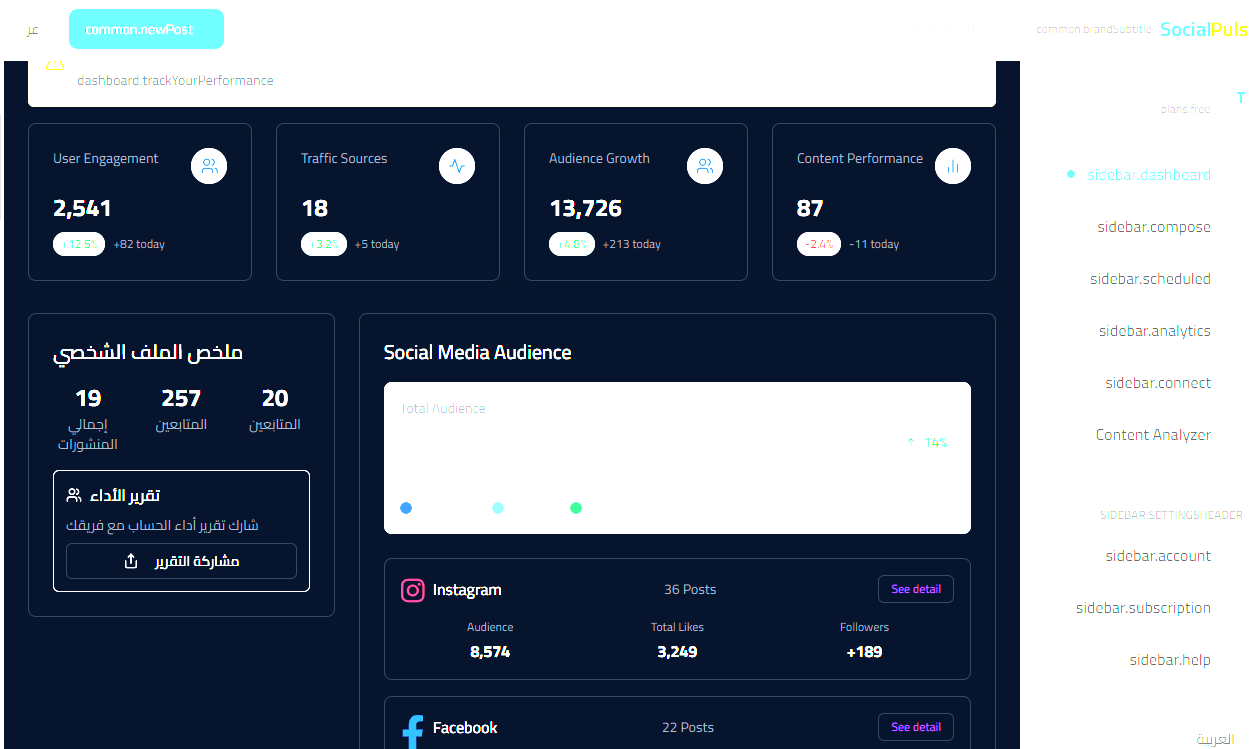 عر
common.newPost
common.brandSubtitle
SocialPuls
dashboard.trackYourPerformance
User Engagement
2,541
+12.5% +82 today
Traffic Sources
18
+3.2% +5 today
Audience Growth
13,726
+4.8% +213 today
Content Performance
87
-2.4% -11 today
ملخص الملف الشخصي
20
المتابعين
257
المتابعين
19
إجمالي
المنشورات
تقرير الأداء
شارك تقرير أداء الحساب مع فريقك
مشاركة التقرير
Social Media Audience
Total Audience
↑ 14%
Instagram
36 Posts
See detail
Audience
8,574
Total Likes
3,249
Followers
+189
Facebook
22 Posts
See detail
T
plans.free
sidebar.dashboard
sidebar.compose
sidebar.scheduled
sidebar.analytics
sidebar.connect
Content Analyzer
SIDEBAR.SETTINGSHEADER
sidebar.account
sidebar.subscription
sidebar.help
العربية